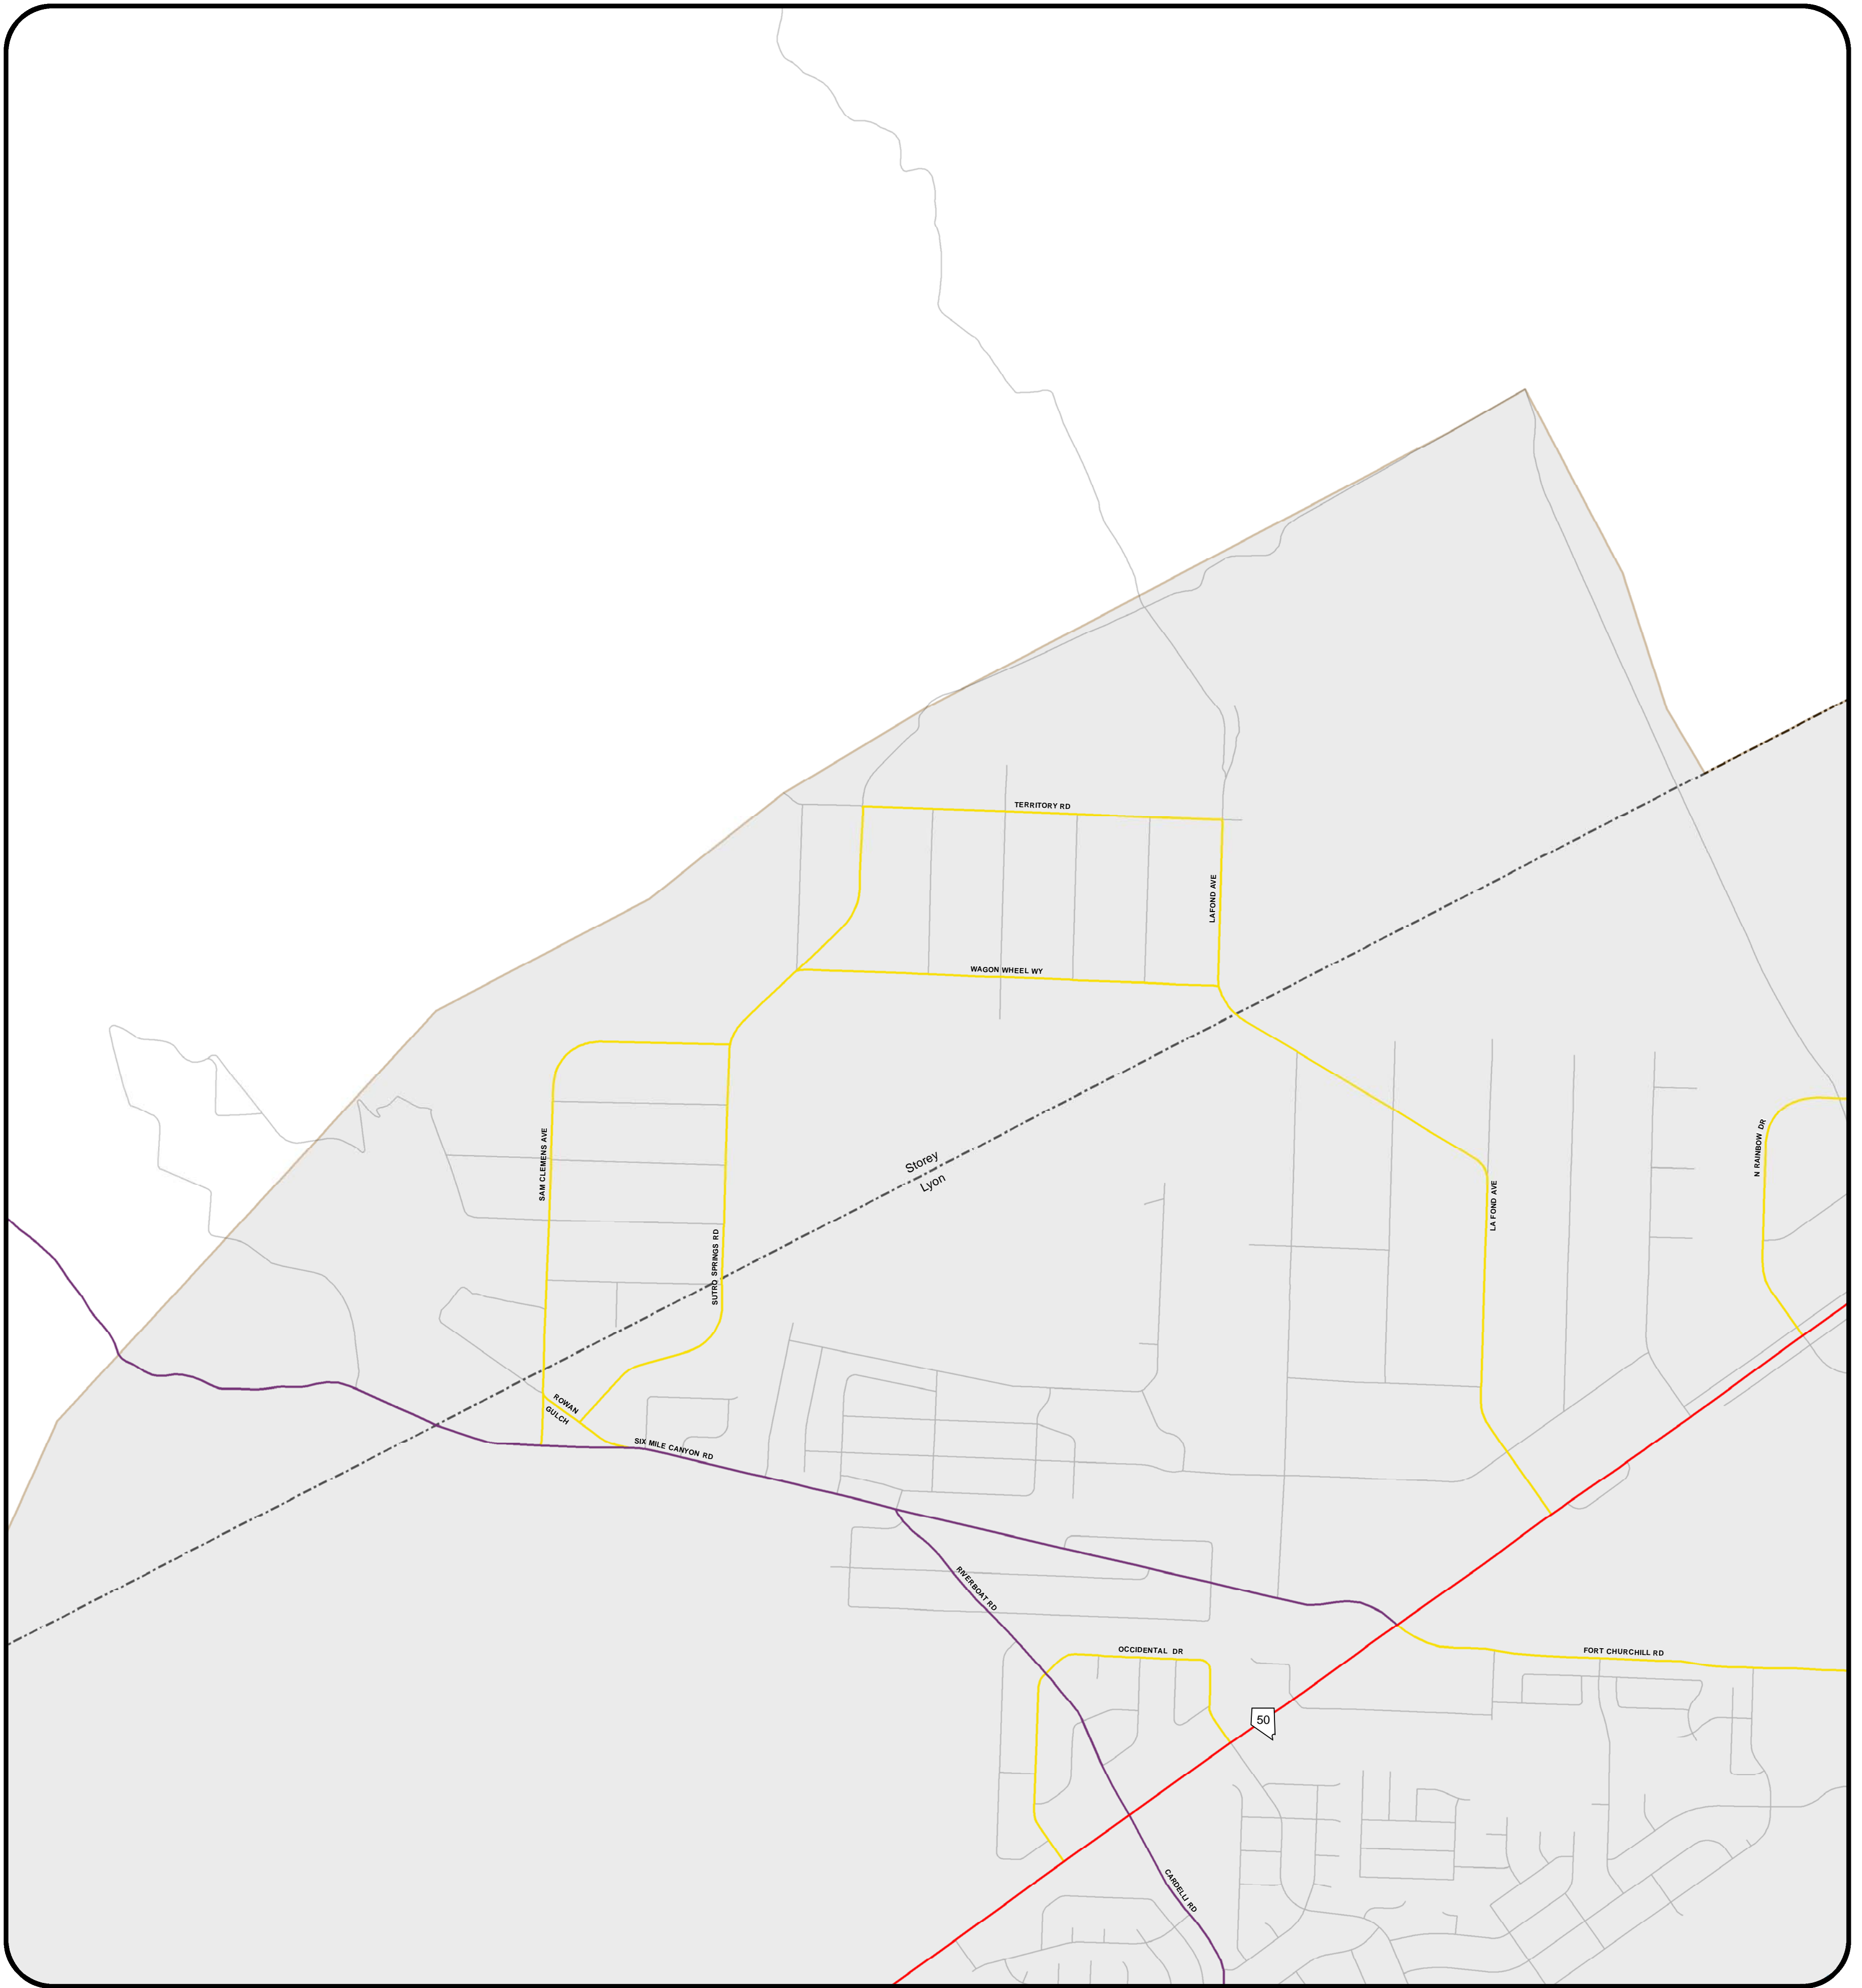 TERRITORY RD
LAFOND AVE
WAGON WHEEL WY
SAM CLEMENS AVE
N RAINBOW DR
Storey
Lyon
LA FOND AVE
SUTRO SPRINGS RD
ROWAN
GULCH
SIX MILE CANYON RD
RIVERBOAT RD
OCCIDENTAL DR
FORT CHURCHILL RD
50
CARDELLI RD